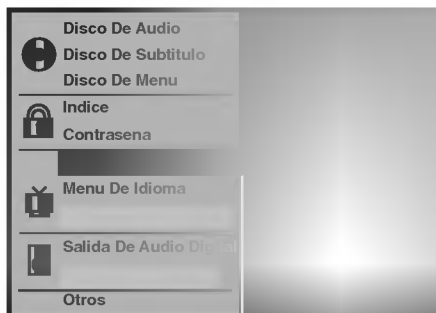 Disco De Audio
Disco De Subtitulo
Disco De Menu
Indice
Contrasena
Menu De Idioma
Salida De Audio Digital
Otros